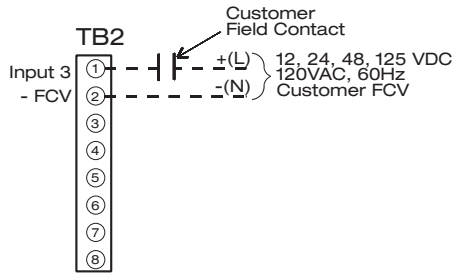 Customer
Field Contact
TB2
+(L)
12, 24, 48, 125 VDC
Input 3
1
120VAC, 60Hz
- FCV
2
-(N)
Customer FCV
3
4
5
6
7
8